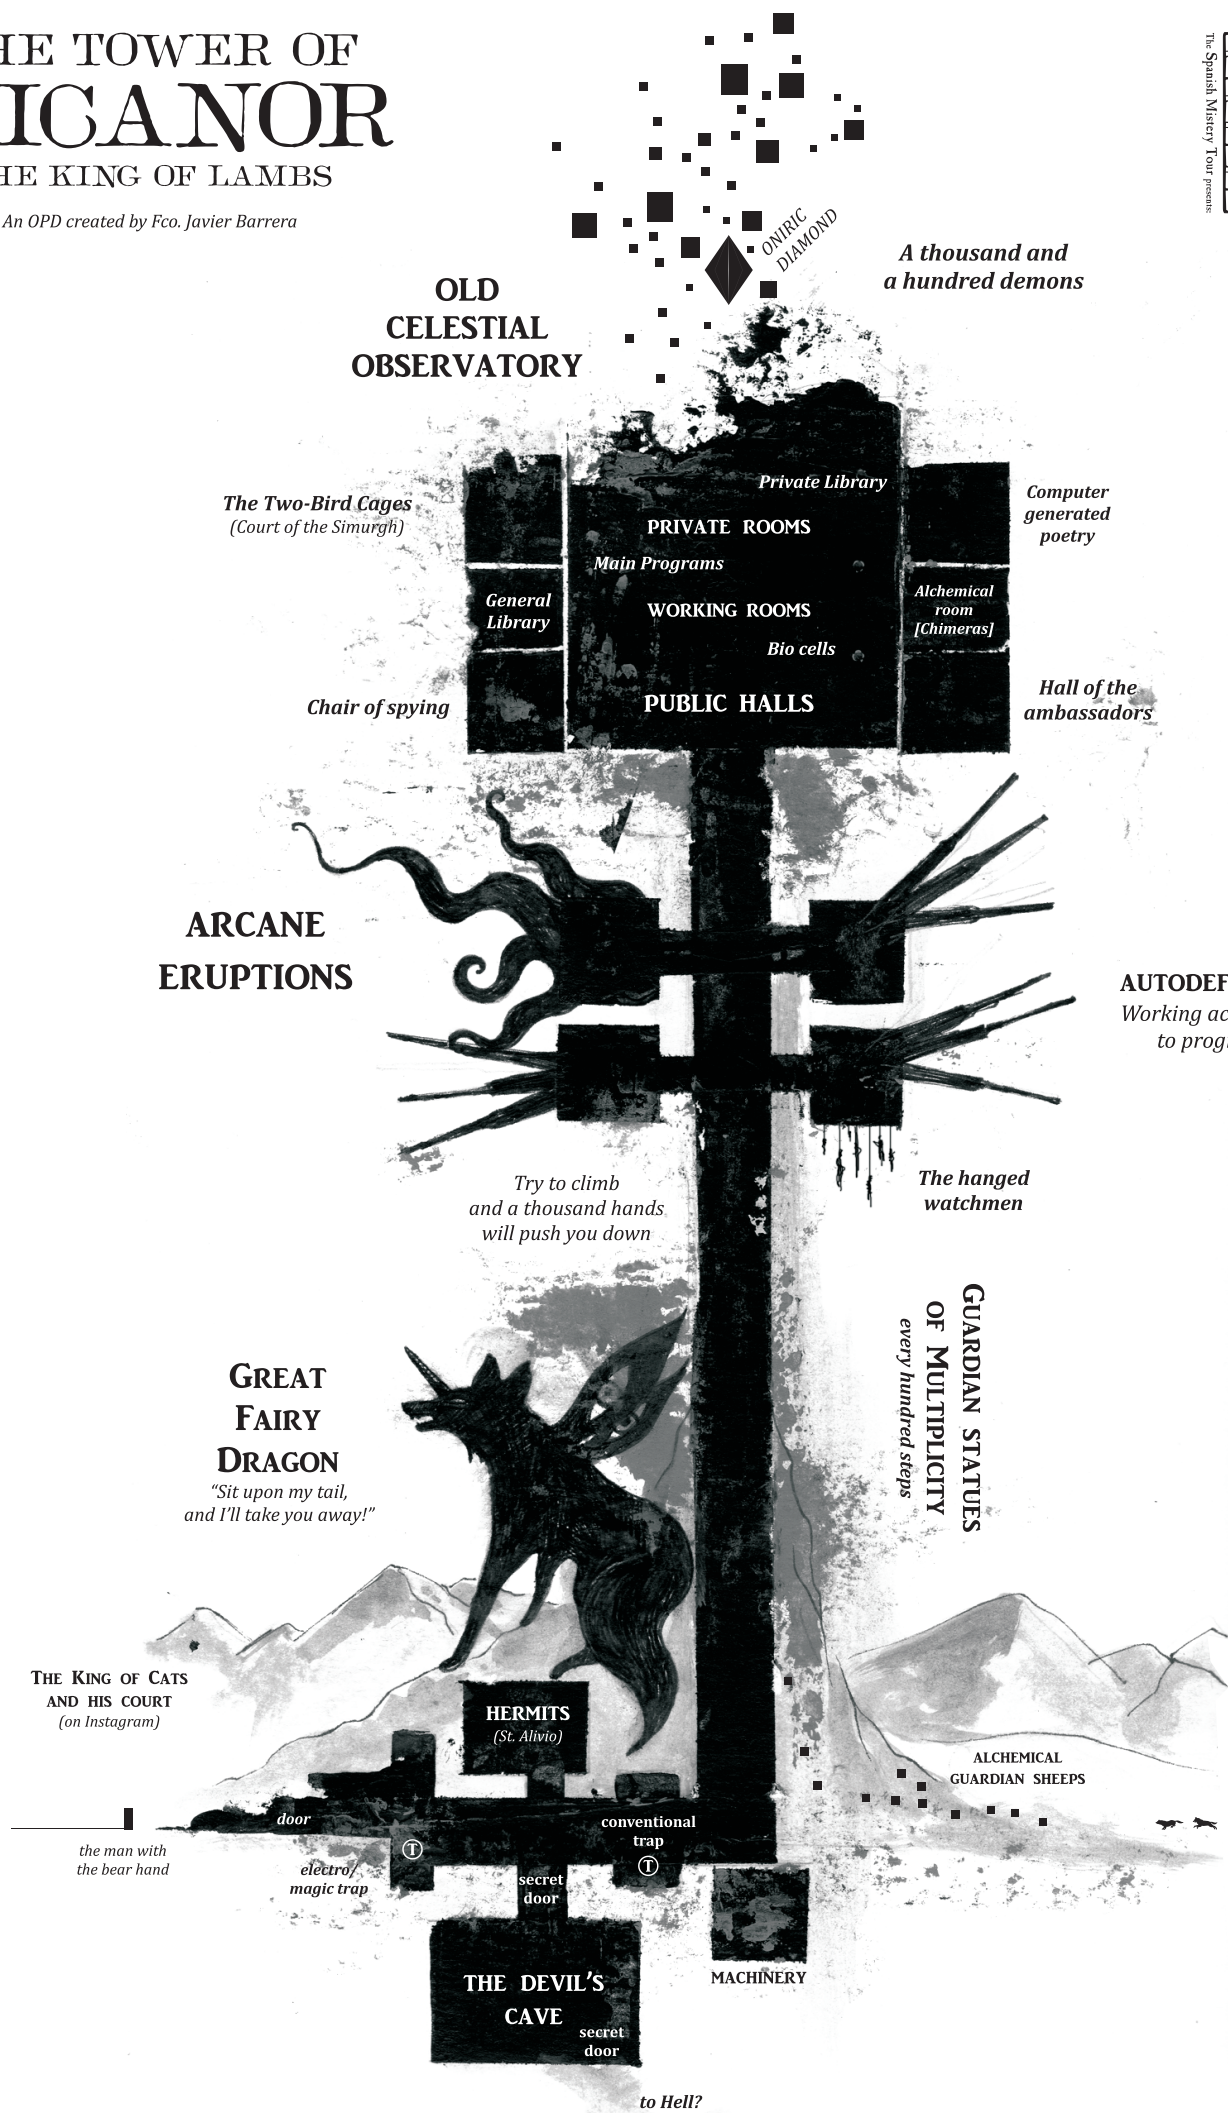 HE TOWER OF
ICANOR
HE KING OF LAMBS
An OPD created by Fco. Javier Barrera
The Spanish Mistery Tour presents:
ONIRIC
DIAMOND
A thousand and
a hundred demons
OLD
CELESTIAL
OBSERVATORY
The Two-Bird Cages
(Court of the Simurgh)
Private Library
PRIVATE ROOMS
Main Programs
WORKING ROOMS
Bio cells
PUBLIC HALLS
Computer
generated
poetry
General
Library
Alchemical
room
[Chimeras]
Chair of spying
Hall of the
ambassadors
ARCANE
ERUPTIONS
AUTODEF
Working ac
to prog
The hanged
watchmen
Try to climb
and a thousand hands
will push you down
GUARDIAN STATUES
OF MULTIPLICITY
every hundred steps
GREAT
FAIRY
DRAGON
“Sit upon my tail,
and I’ll take you away!”
THE KING OF CATS
AND HIS COURT
(on Instagram)
HERMITS
(St. Alivio)
ALCHEMICAL
GUARDIAN SHEEPS
door
conventional
trap
T
T
the man with
the bear hand
electro/
magic trap
secret
door
THE DEVIL’S
CAVE
secret
door
MACHINERY
to Hell?